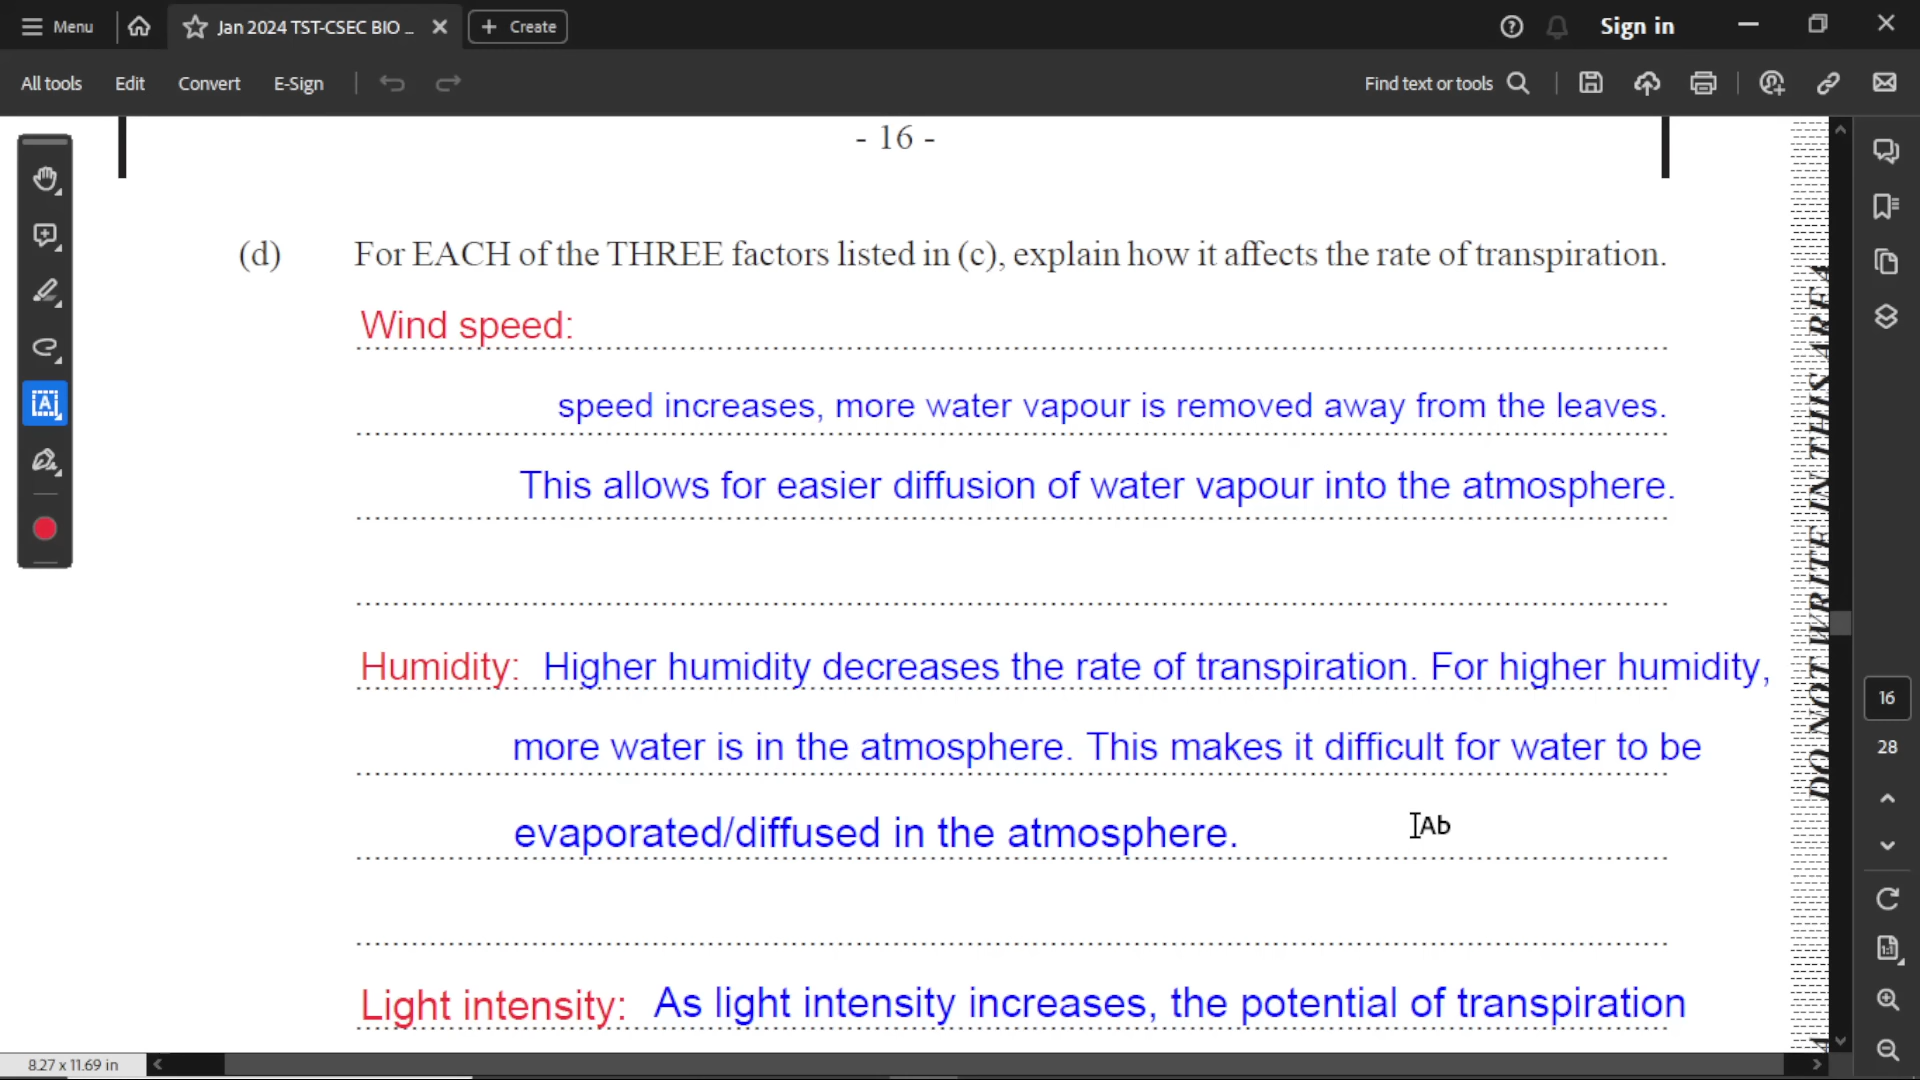 Menu
Jan 2024 TST-CSEC BIO _
Create
Sign in
All tools
Edit
Convert
E-Sign
Find text or tools
- 16 -
(d) For EACH of the THREE factors listed in (c), explain how it affects the rate of transpiration.
Wind speed:
speed increases, more water vapour is removed away from the leaves.
This allows for easier diffusion of water vapour into the atmosphere.
Humidity: Higher humidity decreases the rate of transpiration. For higher humidity,
more water is in the atmosphere. This makes it difficult for water to be
evaporated/diffused in the atmosphere.
Ab
Light intensity: As light intensity increases, the potential of transpiration
DO NOT WRITE IN THIS AREA
16
28
8.27 x 11.69 in